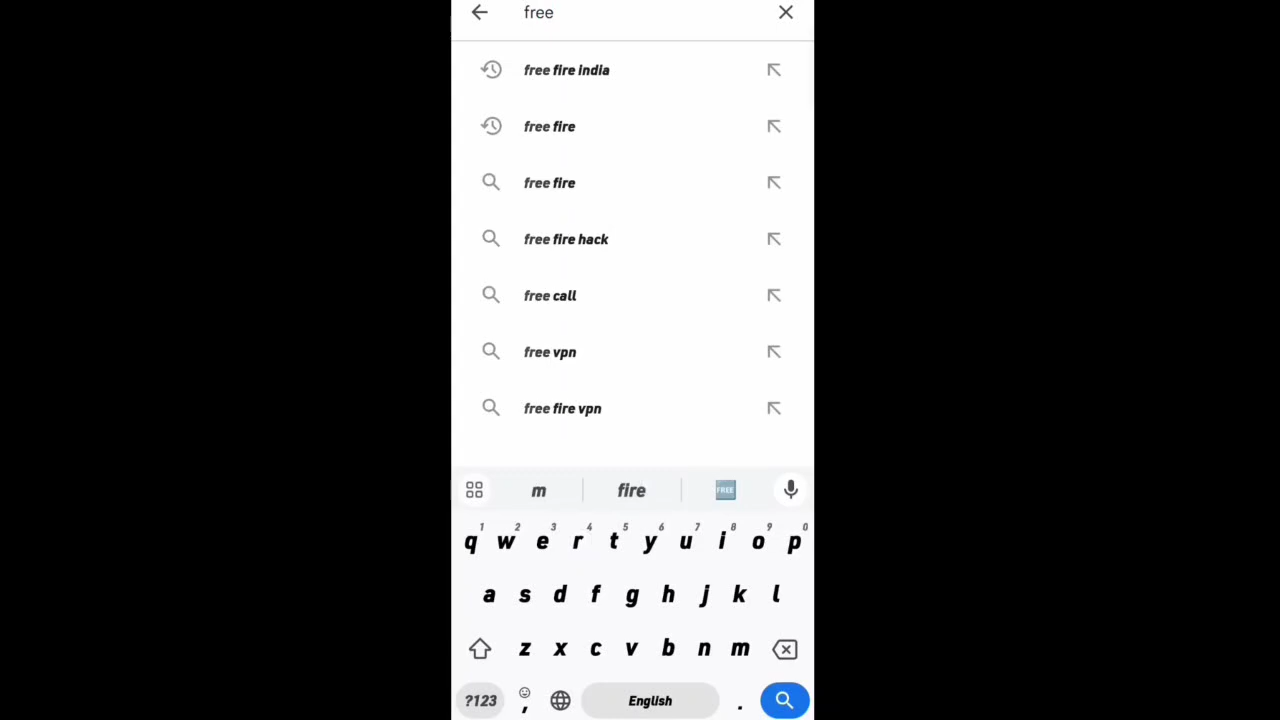 free
free fire india
free fire
free fire
free fire hack
free call
free vpn
free fire vpn
m fire FREE
1 2 3 4 5 6 7 8 9 0
q w e r t y u i o p
a s d f g h j k l
z x c v b n m
?123 , English .